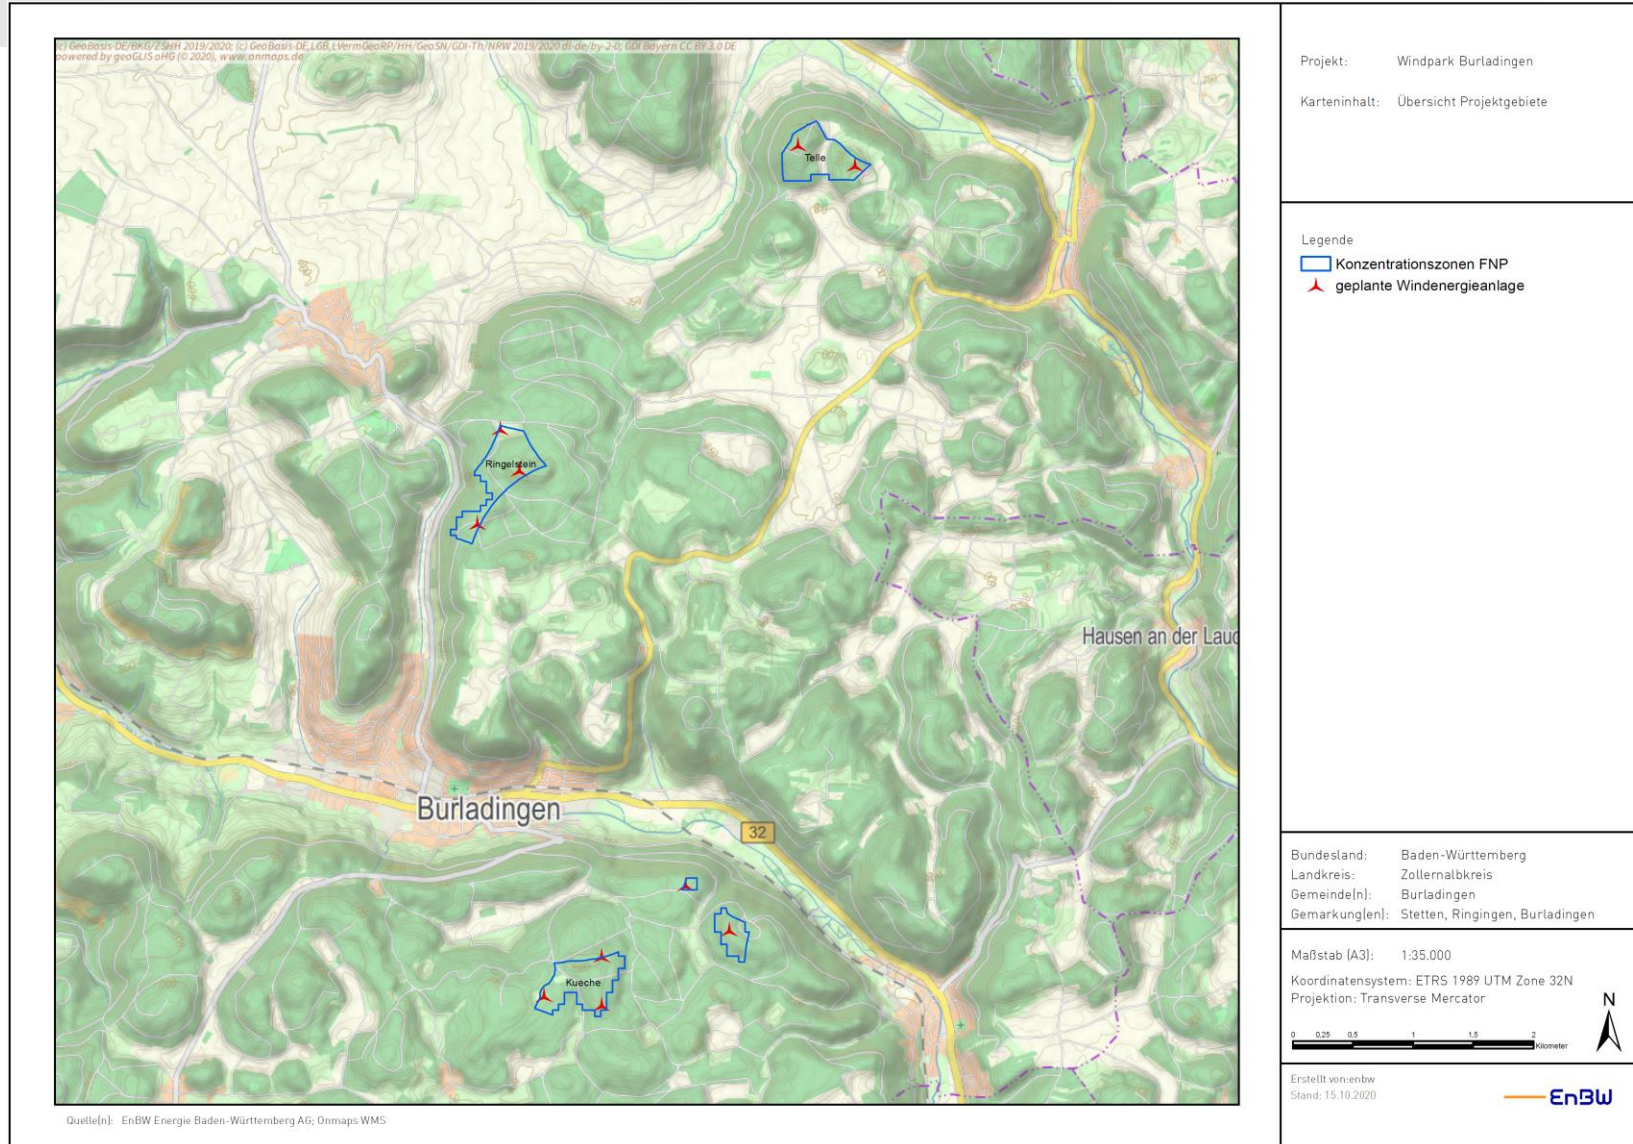 (c) GeoBasis-DE/BKG/ZSHH 2019/2020; (c) GeoBasis-DE,LGB,LVermGeoRP/HH/GeoSN/GDI-Th/NRW 2019/2020 dl-de/by-2-0; GDI Bayern CC BY 3.0 DE
powered by geoGLIS oHG (© 2020), www.onmaps.de
Telle
Ringelstein
Hausen an der Lauc
Burladingen
32
Kueche
Quelle(n): EnBW Energie Baden-Württemberg AG; Onmaps WMS
Projekt: Windpark Burladingen
Karteninhalt: Übersicht Projektgebiete
Legende
Konzentrationszonen FNP
geplante Windenergieanlage
Bundesland: Baden-Württemberg
Landkreis: Zollernalbkreis
Gemeinde(n): Burladingen
Gemarkung(en): Stetten, Ringingen, Burladingen
Maßstab (A3): 1:35.000
Koordinatensystem: ETRS 1989 UTM Zone 32N
Projektion: Transverse Mercator
N
0 0,25 0,5 1 1,5 2
Kilometer
Erstellt von:enbw
Stand: 15.10.2020
EnBW